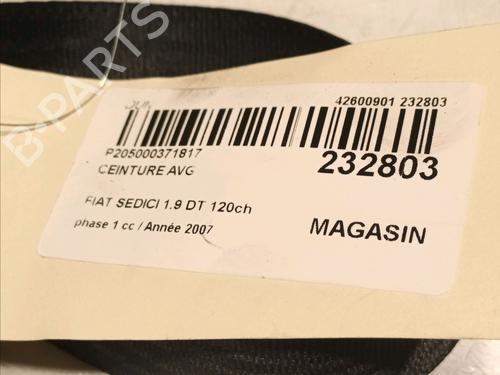 B-PARTS
42600901 232803
P205000371817
232803
CEINTURE AVG
FIAT SEDICI 1.9 DT 120ch
phase 1 cc / Année 2007
MAGASIN